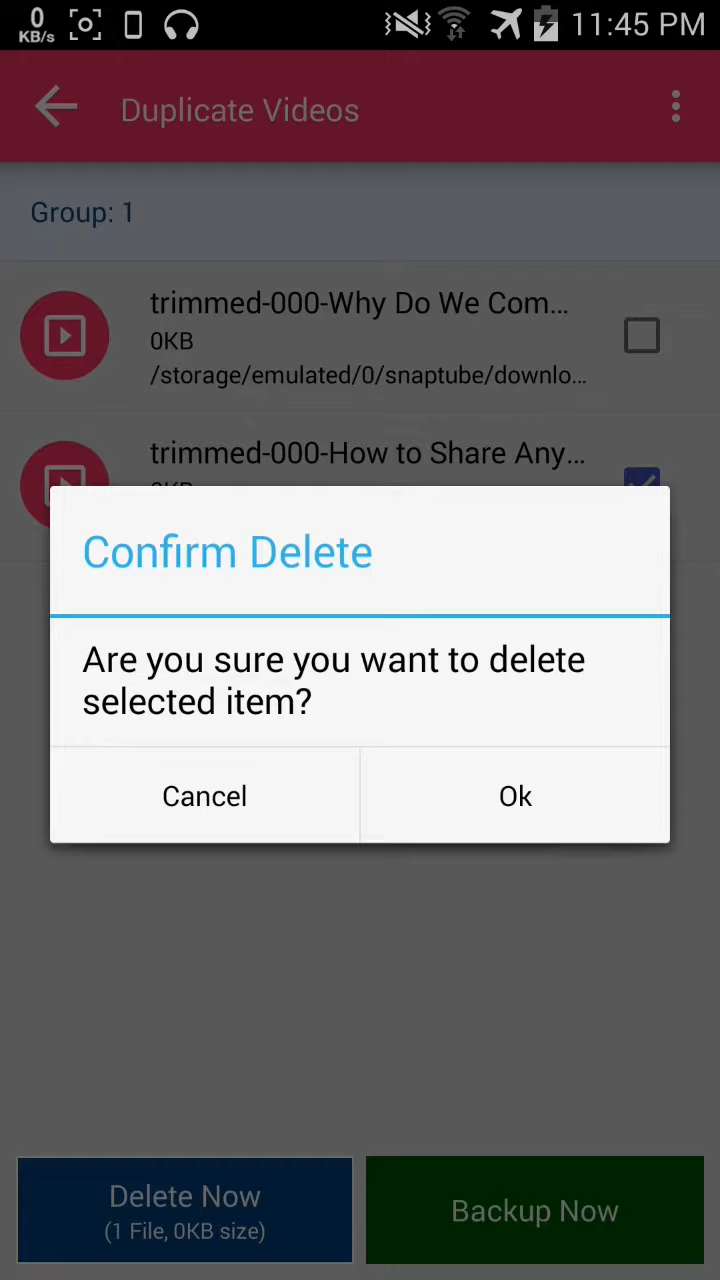 0
KB/s
11:45 PM
Duplicate Videos
Group: 1
trimmed-000-Why Do We Com...
0KB
/storage/emulated/0/snaptube/downlo...
trimmed-000-How to Share Any...
0KB
Confirm Delete
Are you sure you want to delete
selected item?
Cancel
Ok
Delete Now
(1 File, 0KB size)
Backup Now